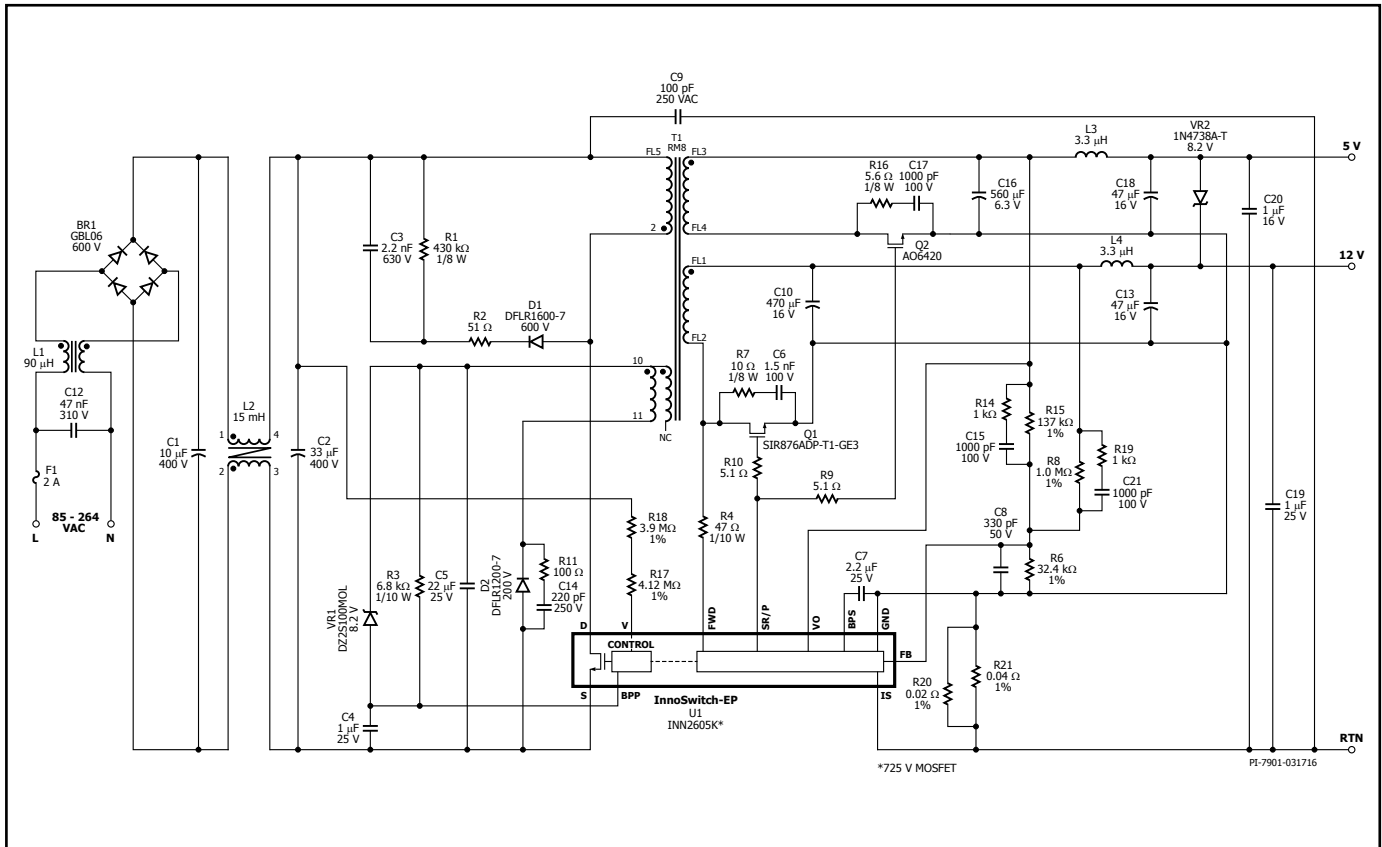 C9
100 pF
250 VAC
T1
RM8
FL5
FL3
2
FL4
FL1
FL2
10
11
NC
R16
5.6 Ω
1/8 W
C17
1000 pF
100 V
Q2
AO6420
C16
560 μF
6.3 V
L3
3.3 μH
C18
47 μF
16 V
VR2
1N4738A-T
8.2 V
C20
1 μF
16 V
5 V
L4
3.3 μH
12 V
C10
470 μF
16 V
C13
47 μF
16 V
BR1
GBL06
600 V
L1
90 μH
C12
47 nF
310 V
F1
2 A
85 - 264
VAC
L
N
C1
10 μF
400 V
L2
15 mH
1
4
2
3
C2
33 μF
400 V
C3
2.2 nF
630 V
R1
430 kΩ
1/8 W
R2
51 Ω
D1
DFLR1600-7
600 V
R7
10 Ω
1/8 W
C6
1.5 nF
100 V
Q1
SIR876ADP-T1-GE3
R10
5.1 Ω
R9
5.1 Ω
R4
47 Ω
1/10 W
R14
1 kΩ
C15
1000 pF
100 V
R15
137 kΩ
1%
R8
1.0 MΩ
1%
R19
1 kΩ
C21
1000 pF
100 V
C8
330 pF
50 V
R6
32.4 kΩ
1%
C7
2.2 μF
25 V
C19
1 μF
25 V
R18
3.9 MΩ
1%
R17
4.12 MΩ
1%
R11
100 Ω
C14
220 pF
250 V
D2
DFLR1200-7
200 V
R3
6.8 kΩ
1/10 W
C5
22 μF
25 V
VR1
DZ2S100MOL
8.2 V
C4
1 μF
25 V
D
V
FWD
SR/P
VO
BPS
GND
CONTROL
FB
S
BPP
IS
InnoSwitch-EP
U1
INN2605K*
R20
0.02 Ω
1%
R21
0.04 Ω
1%
RTN
*725 V MOSFET
PI-7901-031716